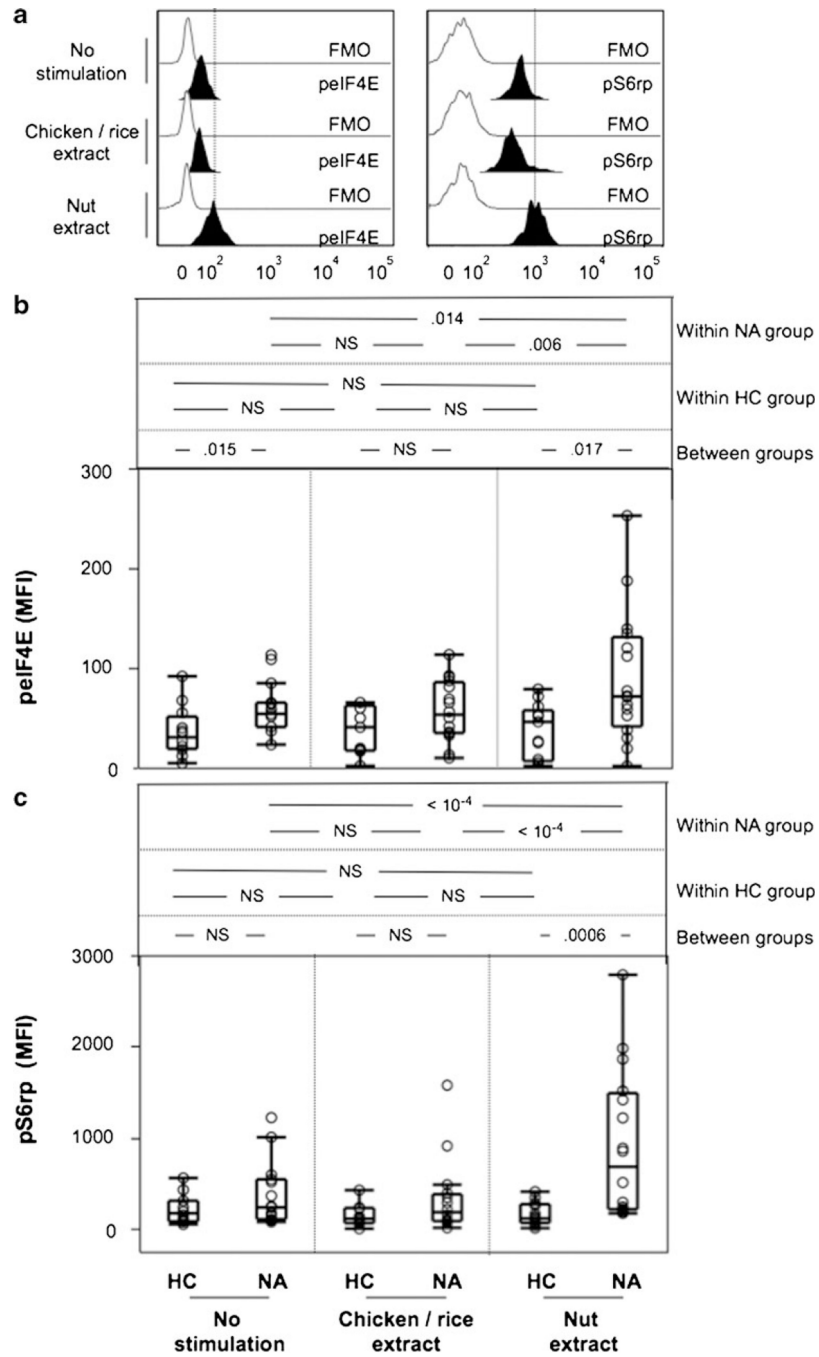 a
No stimulation
FMO
peIF4E
Chicken / rice extract
FMO
peIF4E
Nut extract
FMO
peIF4E
0 10² 10³ 10⁴ 10⁵
FMO
pS6rp
FMO
pS6rp
FMO
pS6rp
0 10² 10³ 10⁴ 10⁵
b
.014
NS .006
Within NA group
NS
NS NS
Within HC group
.015 NS .017
Between groups
peIF4E (MFI)
300
200
100
0
c
< 10⁻⁴
NS < 10⁻⁴
Within NA group
NS
NS NS
Within HC group
NS NS .0006
Between groups
pS6rp (MFI)
3000
2000
1000
0
HC NA HC NA HC NA
No stimulation
Chicken / rice extract
Nut extract